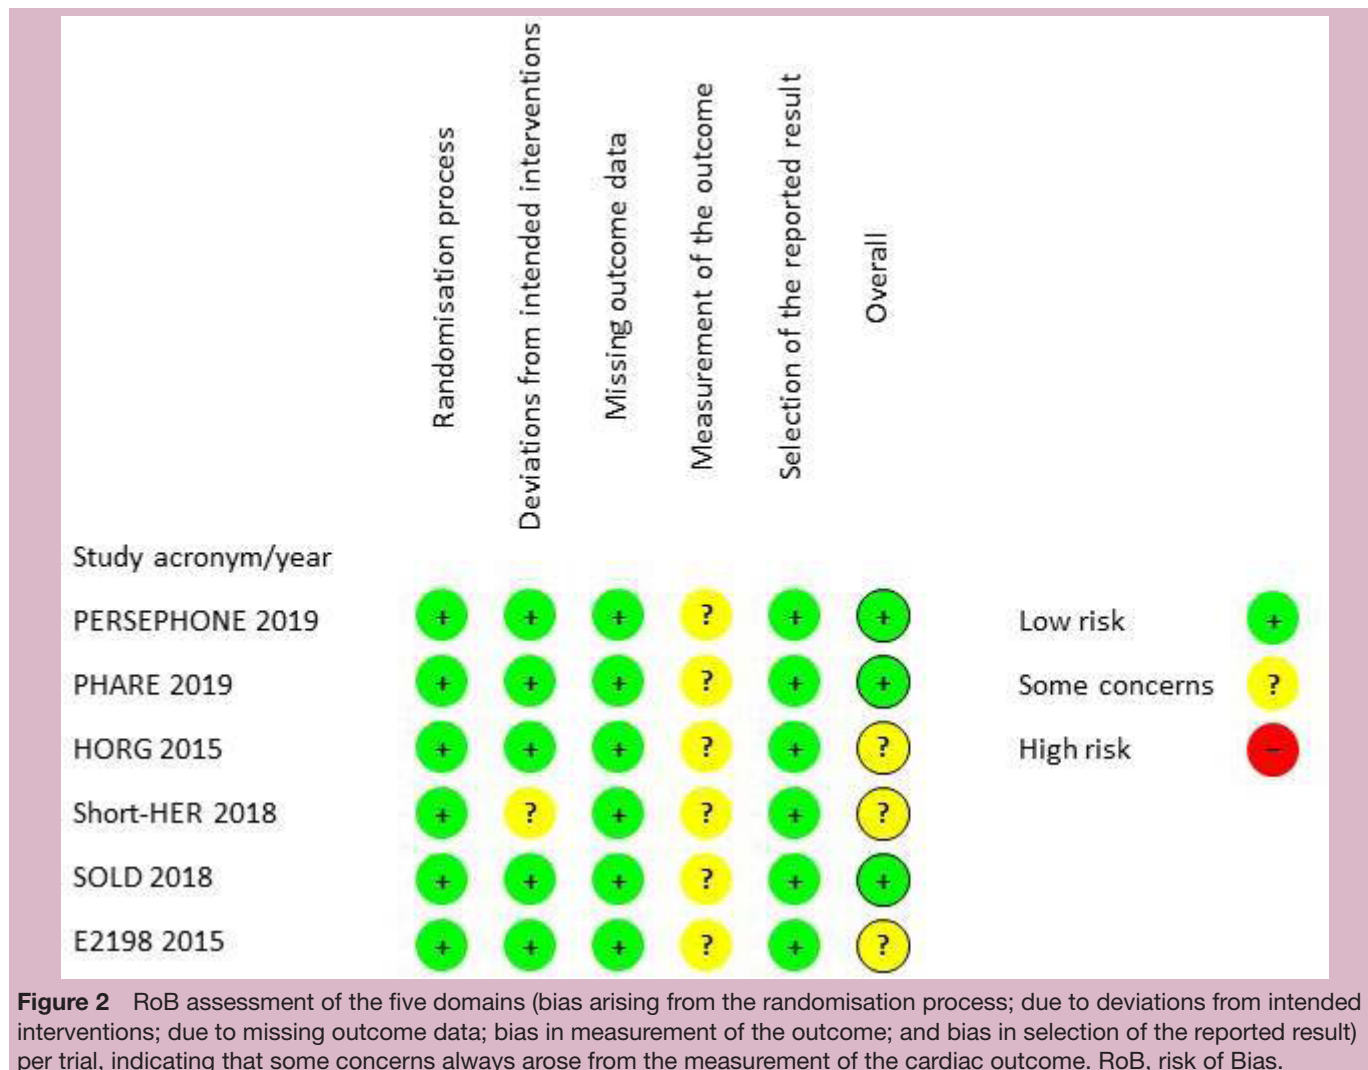 Randomisation process
Deviations from intended interventions
Missing outcome data
Measurement of the outcome
Selection of the reported result
Overall
Study acronym/year
PERSEPHONE 2019 + + + ? + +
PHARE 2019 + + + ? + +
HORG 2015 + + + ? + ?
Short-HER 2018 + ? + ? + ?
SOLD 2018 + + + ? + +
E2198 2015 + + + ? + ?
Low risk +
Some concerns ?
High risk −
Figure 2 RoB assessment of the five domains (bias arising from the randomisation process; due to deviations from intended
interventions; due to missing outcome data; bias in measurement of the outcome; and bias in selection of the reported result)
per trial, indicating that some concerns always arose from the measurement of the cardiac outcome. RoB, risk of Bias.